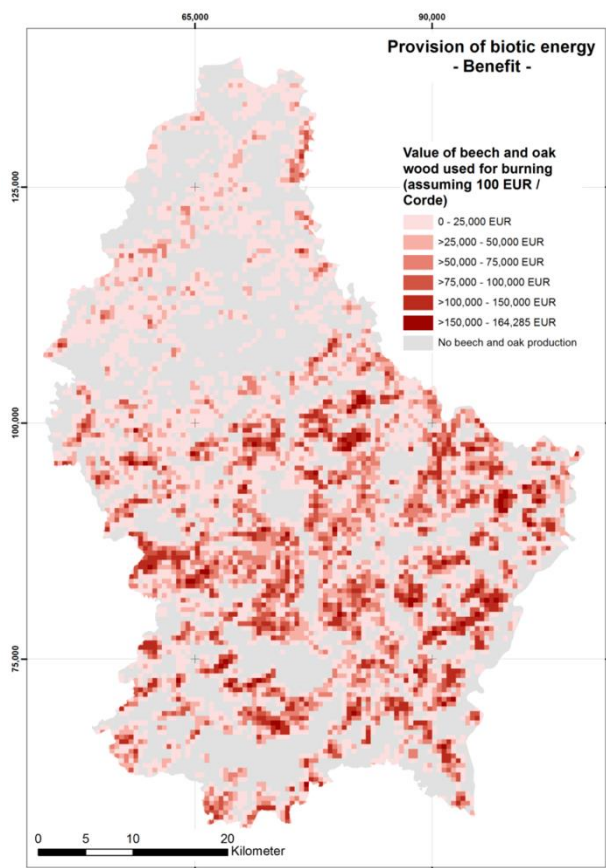 65,000
90,000
Provision of biotic energy
- Benefit -
Value of beech and oak
wood used for burning
(assuming 100 EUR /
Corde)
0 - 25,000 EUR
>25,000 - 50,000 EUR
>50,000 - 75,000 EUR
>75,000 - 100,000 EUR
>100,000 - 150,000 EUR
>150,000 - 164,285 EUR
No beech and oak production
125,000
100,000
75,000
0 5 10 20
Kilometer